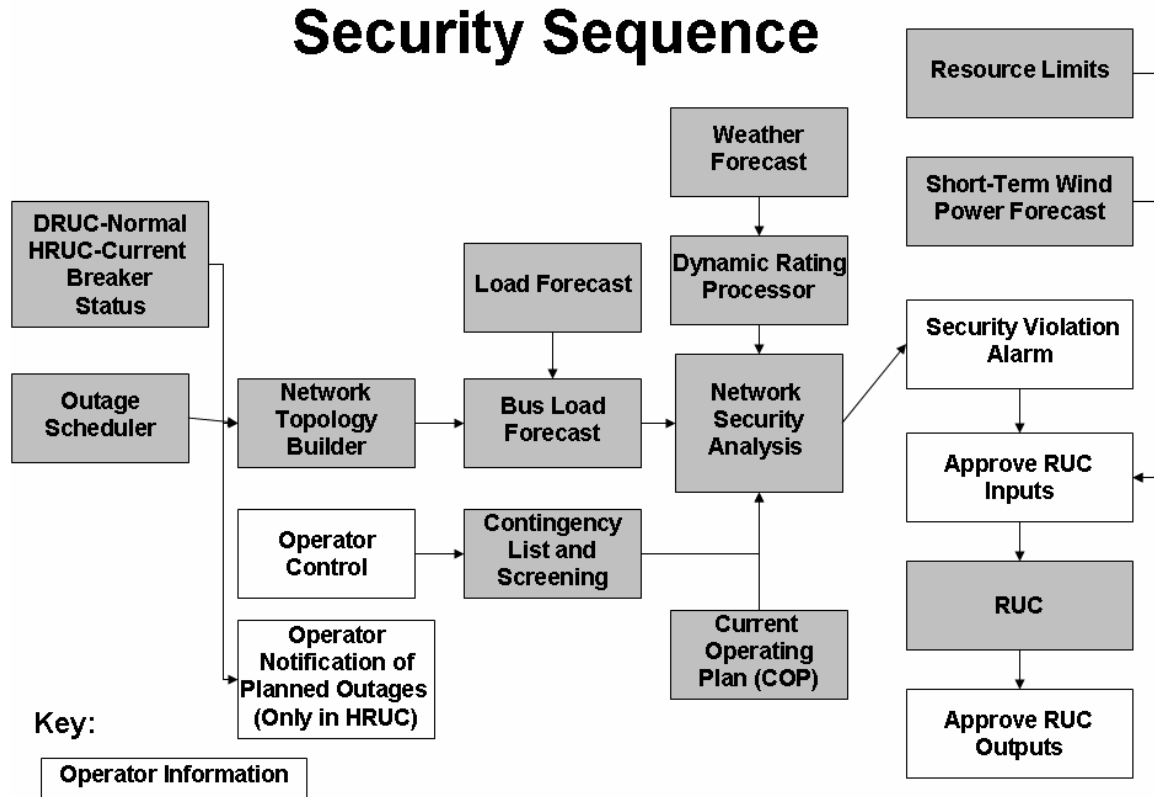 Security Sequence
Resource Limits
Weather
Forecast
Short-Term Wind
Power Forecast
DRUC-Normal
HRUC-Current
Breaker
Status
Load Forecast
Dynamic Rating
Processor
Security Violation
Alarm
Outage
Scheduler
Network
Topology
Builder
Bus Load
Forecast
Network
Security
Analysis
Approve RUC
Inputs
Operator
Control
Contingency
List and
Screening
RUC
Operator
Notification of
Planned Outages
(Only in HRUC)
Current
Operating
Plan (COP)
Approve RUC
Outputs
Key:
Operator Information